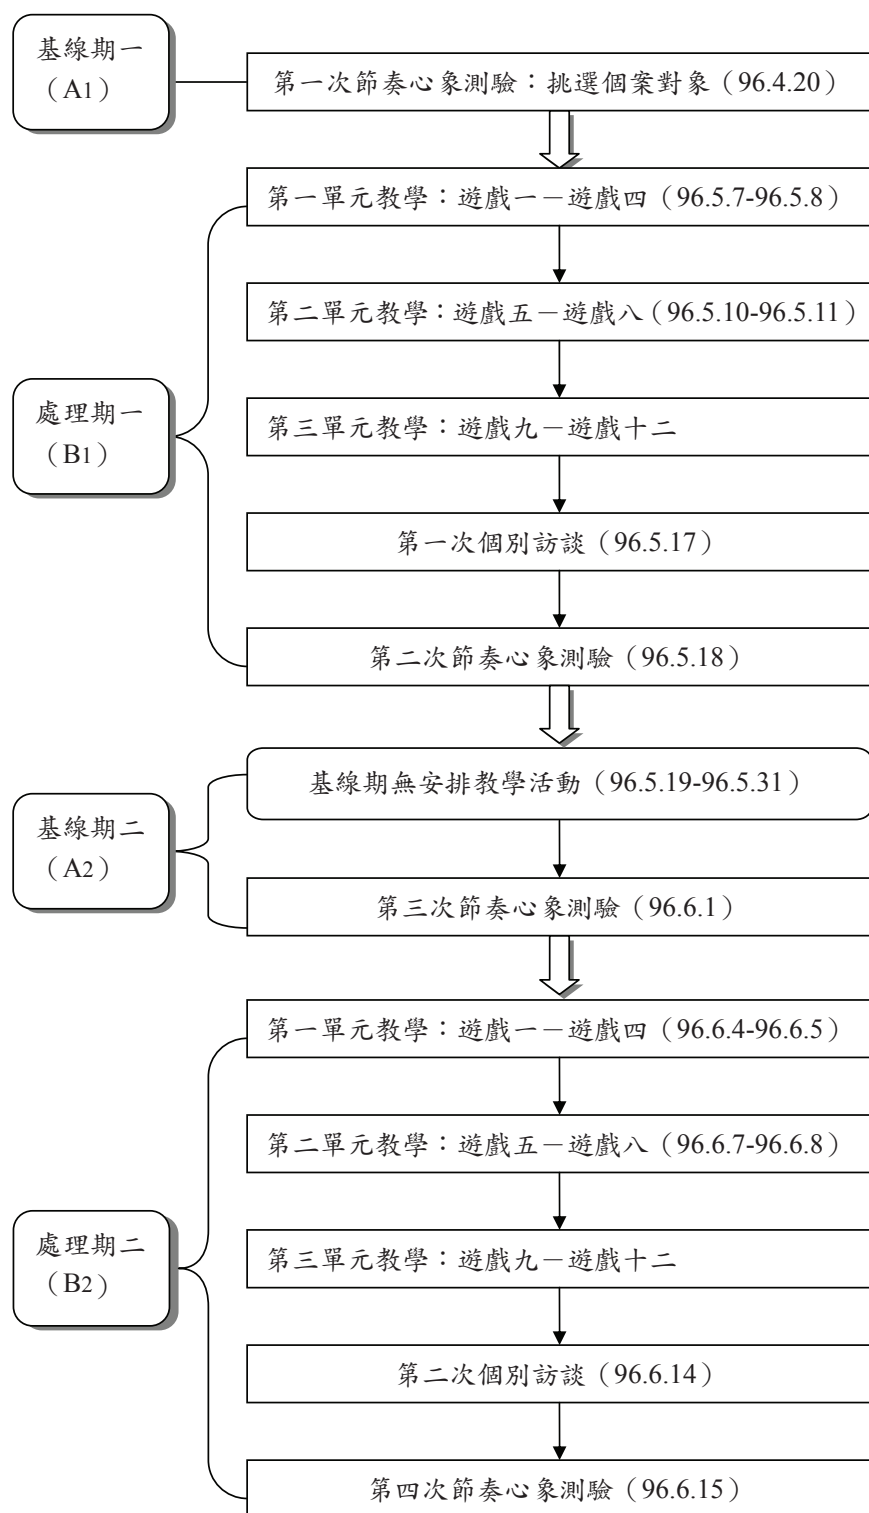 基線期一
（A1）
第一次節奏心象測驗：挑選個案對象（96.4.20）
第一單元教學：遊戲一－遊戲四（96.5.7-96.5.8）
第二單元教學：遊戲五－遊戲八（96.5.10-96.5.11）
處理期一
（B1）
第三單元教學：遊戲九－遊戲十二
第一次個別訪談（96.5.17）
第二次節奏心象測驗（96.5.18）
基線期無安排教學活動（96.5.19-96.5.31）
基線期二
（A2）
第三次節奏心象測驗（96.6.1）
第一單元教學：遊戲一－遊戲四（96.6.4-96.6.5）
第二單元教學：遊戲五－遊戲八（96.6.7-96.6.8）
處理期二
（B2）
第三單元教學：遊戲九－遊戲十二
第二次個別訪談（96.6.14）
第四次節奏心象測驗（96.6.15）